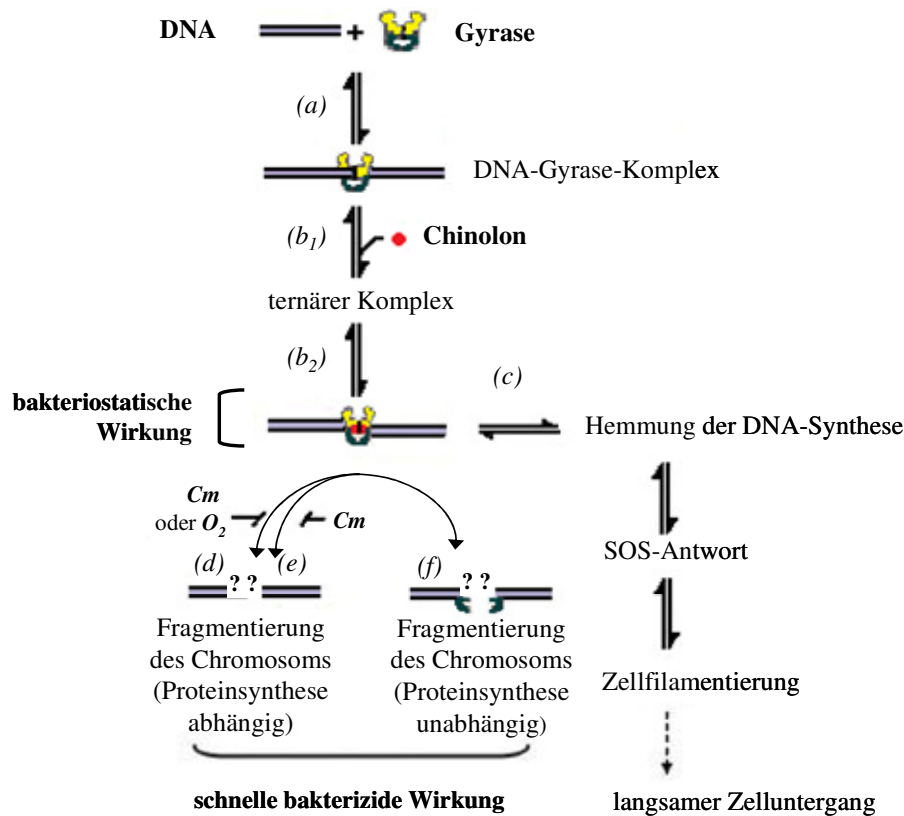 DNA + Gyrase
(a)
DNA-Gyrase-Komplex
(b1)
Chinolon
ternärer Komplex
(b2)
(c)
bakteriostatische
Wirkung
Hemmung der DNA-Synthese
Cm
oder O2
Cm
SOS-Antwort
(d) ? ? (e)
(f) ? ?
Fragmentierung
des Chromosoms
(Proteinsynthese
abhängig)
Fragmentierung
des Chromosoms
(Proteinsynthese
unabhängig)
Zellfilamentierung
schnelle bakterizide Wirkung
langsamer Zelluntergang